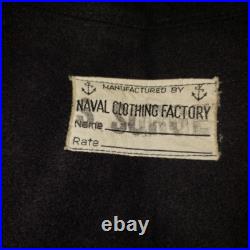 MANUFACTURED BY
NAVAL CLOTHING FACTORY
Name
Rate